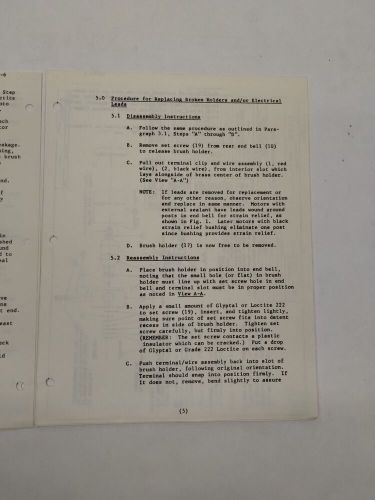 5.0 Procedure for Replacing Broken Holders and/or Electrical
Leads
5.1 Disassembly Instructions
A. Follow the same procedure as outlined in Para-
graph 3.1, Steps "A" through "S".
B. Remove set screw (19) from rear end bell (10)
to release brush holder.
C. Pull out terminal clip and wire assembly (1, red
wire), (2, black wire), from interior slot which
lays alongside of brass center of brush holder.
(See View "A-A")
NOTE: If leads are removed for replacement or
for any other reason, observe orientation
and replace in same manner. Motors with
external sealant have leads wound around
posts in end bell for strain relief, as
shown in Fig. I. Later motors with black
strain relief bushing eliminate one post
since bushing provides strain relief.
D. Brush holder (17) is now free to be removed.
5.2 Reassembly Instructions
A. Place brush holder in position into end bell,
noting that the small hole (or flat) in brush
holder must line up with set screw hole in end
bell and terminal slot must be in proper position
as noted in View A-A.
B. Apply a small amount of Glyptal or Loctite 222
to set screw (19), insert, and tighten lightly,
making sure point of set screw fits into detent
recess in side of brush holder. Tighten set
screw carefully, but firmly into position.
(REMEMBER: The set screw contacts a plastic
insulator which can be cracked.) Put a drop
of Glyptal or Grade 222 Loctite on each screw.
C. Push terminal/wire assembly back into slot of
brush holder, following original orientation.
Terminal should snap into position firmly. If
it does not, remove, bend slightly to assure
(5)